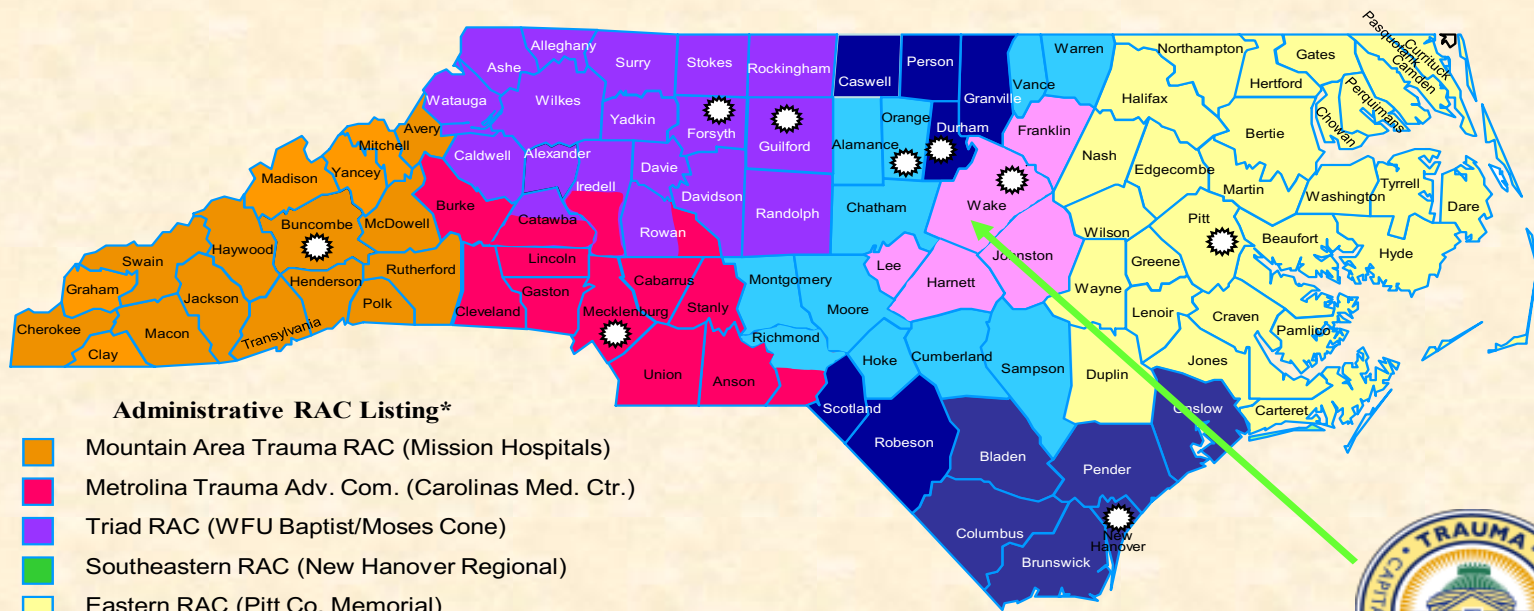 Alleghany
Ashe
Surry
Stokes
Rockingham
Caswell
Person
Granville
Vance
Warren
Northampton
Gates
Hertford
Pasquotank
Currituck
Camden
Perquimans
Chowan
Watauga
Wilkes
Yadkin
Forsyth
Guilford
Alamance
Orange
Durham
Franklin
Halifax
Bertie
Avery
Mitchell
Yancey
Madison
Caldwell
Alexander
Iredell
Davie
Davidson
Randolph
Chatham
Wake
Nash
Edgecombe
Martin
Washington
Tyrrell
Dare
Buncombe
McDowell
Burke
Catawba
Rowan
Haywood
Swain
Rutherford
Lincoln
Cabarrus
Montgomery
Lee
Johnston
Harnett
Wilson
Greene
Pitt
Beaufort
Hyde
Graham
Jackson
Henderson
Polk
Cleveland
Gaston
Mecklenburg
Stanly
Moore
Wayne
Lenoir
Craven
Pamlico
Cherokee
Clay
Macon
Transylvania
Union
Anson
Richmond
Hoke
Cumberland
Sampson
Duplin
Jones
Carteret
Onslow
Scotland
Robeson
Bladen
Pender
Columbus
Brunswick
New
Hanover
Administrative RAC Listing*
Mountain Area Trauma RAC (Mission Hospitals)
Metrolina Trauma Adv. Com. (Carolinas Med. Ctr.)
Triad RAC (WFU Baptist/Moses Cone)
Southeastern RAC (New Hanover Regional)
Eastern RAC (Pitt Co. Memorial)
TRAUMA